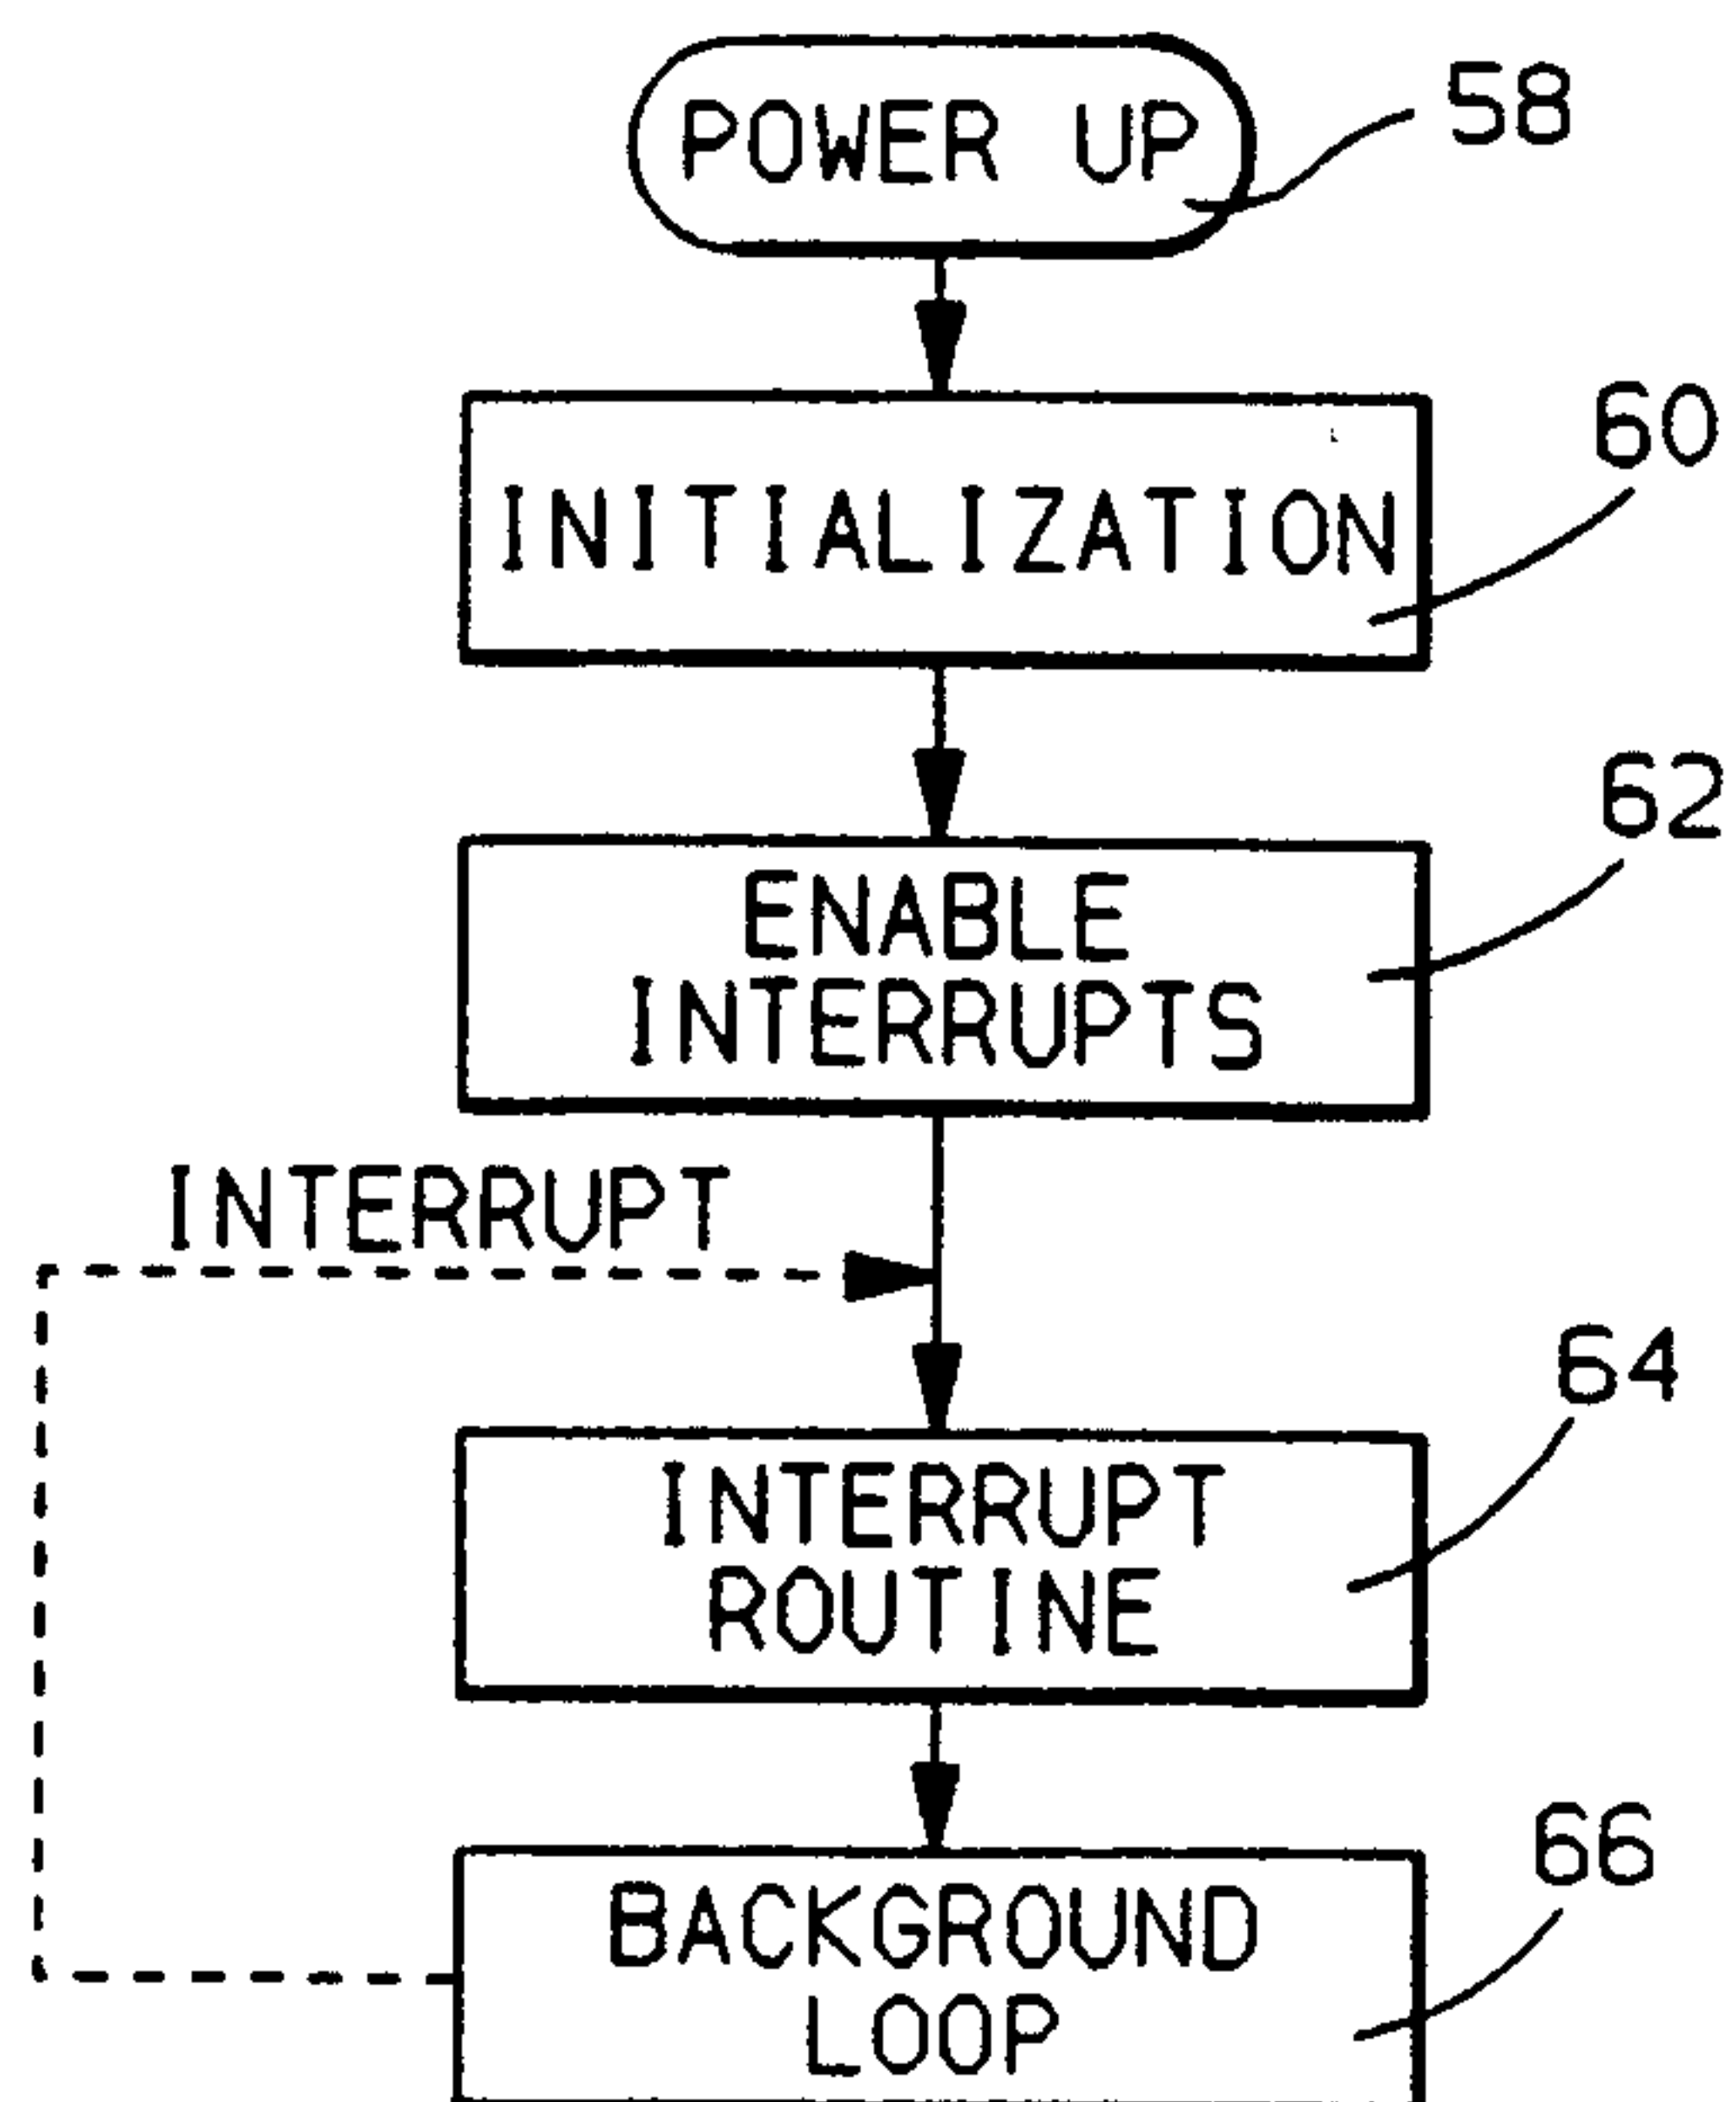 POWER UP
58
INITIALIZATION
60
62
ENABLE
INTERRUPTS
INTERRUPT
64
INTERRUPT
ROUTINE
66
BACKGROUND
LOOP